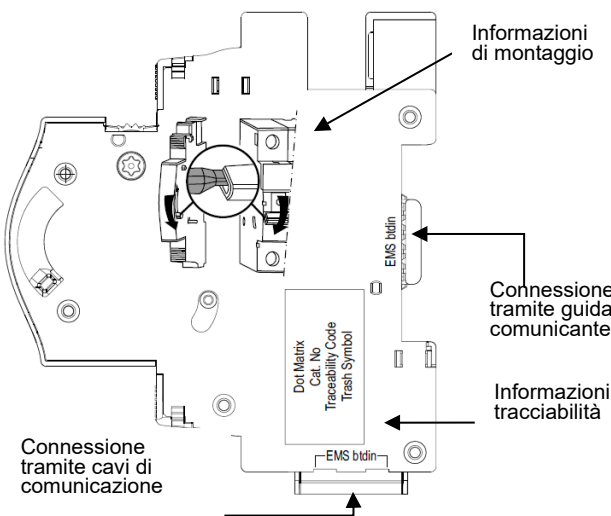 Informazioni
di montaggio
EMS btdin
Connessione
tramite guida
comunicante
Dot Matrix
Cat. No
Traceability Code
Trash Symbol
Informazioni
tracciabilità
Connessione
tramite cavi di
comunicazione
EMS btdin